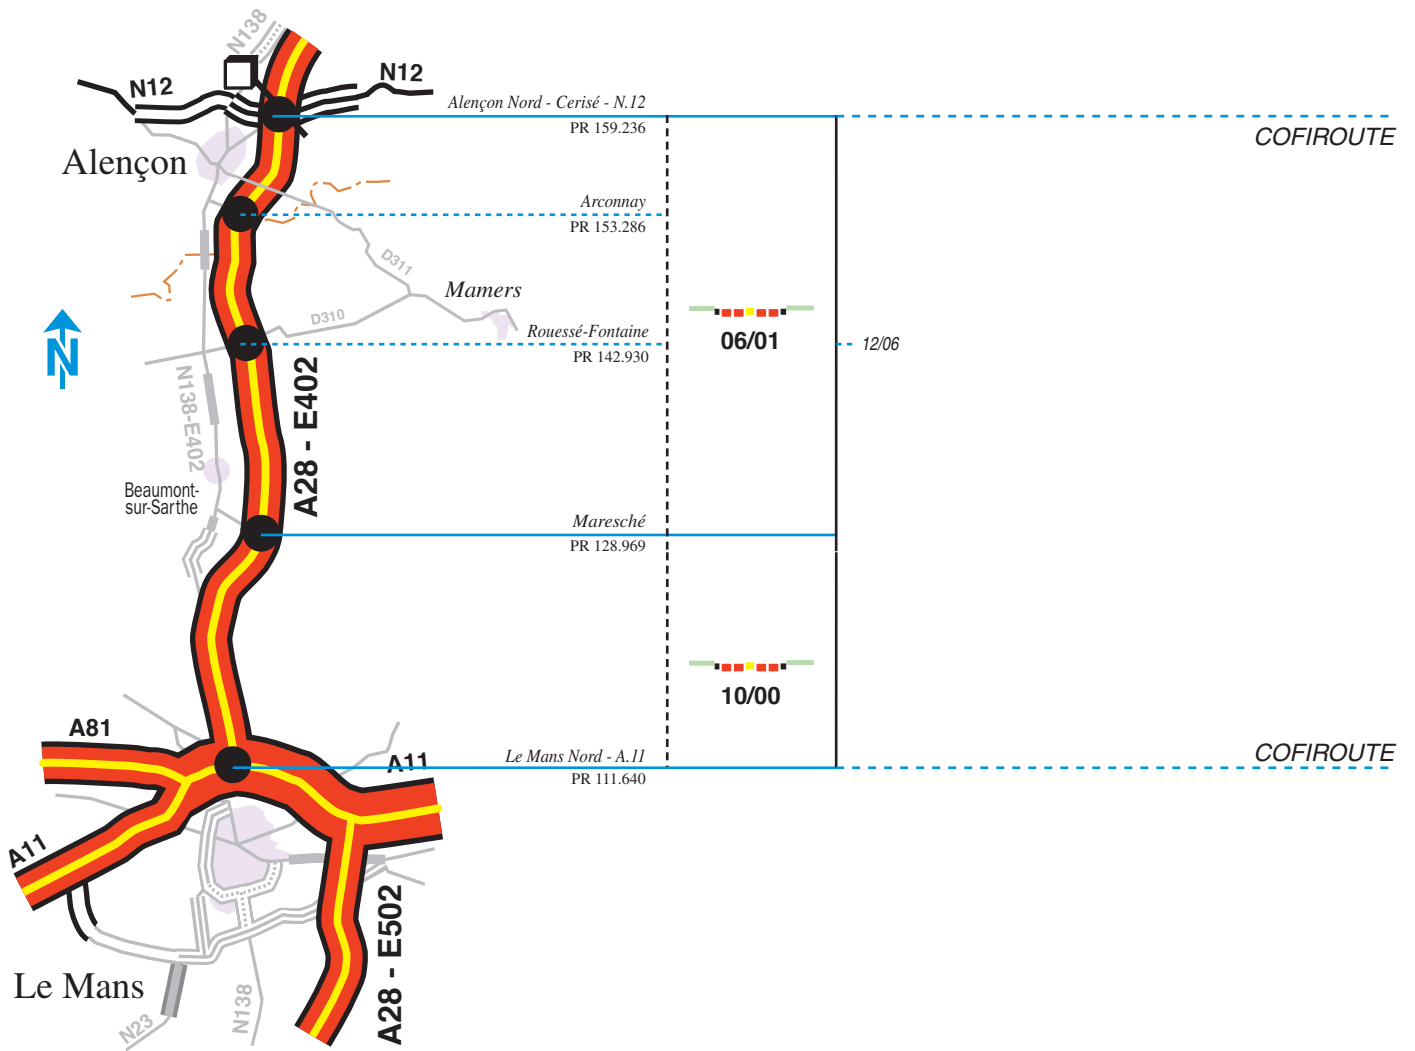 N138
N12
N12
Alençon Nord - Cerisé - N.12
PR 159.236
COFIROUTE
Alençon
Arconnay
PR 153.286
D311
Mamers
D310
Rouessé-Fontaine
PR 142.930
06/01
12/06
N
N138-E402
A28 - E402
Beaumont-
sur-Sarthe
Maresché
PR 128.969
10/00
A81
Le Mans Nord - A.11
PR 111.640
COFIROUTE
A11
A11
A28 - E502
Le Mans
N23
N138